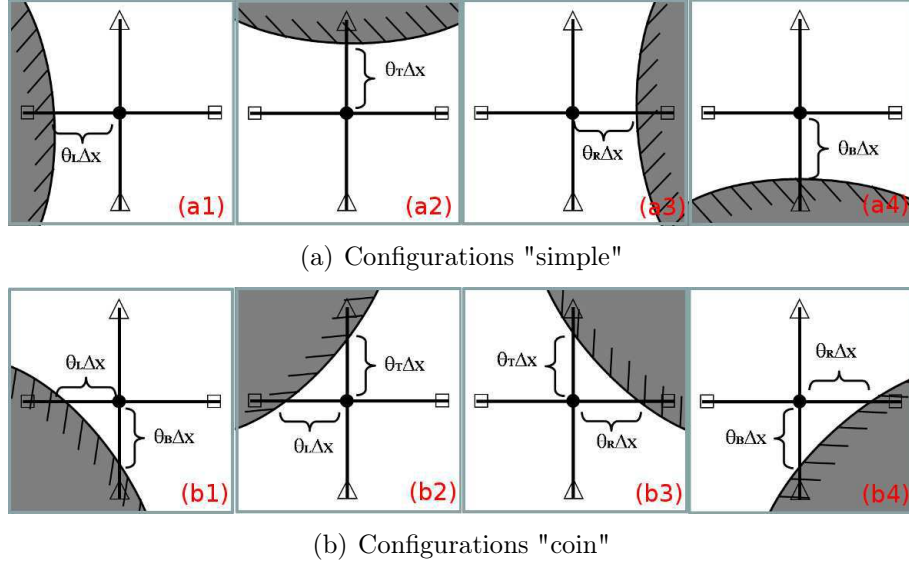 θLΔx (a1)
θTΔx (a2)
θRΔx (a3)
θBΔx (a4)
(a) Configurations "simple"
θLΔx θBΔx (b1)
θTΔx θLΔx (b2)
θTΔx θRΔx (b3)
θRΔx θBΔx (b4)
(b) Configurations "coin"